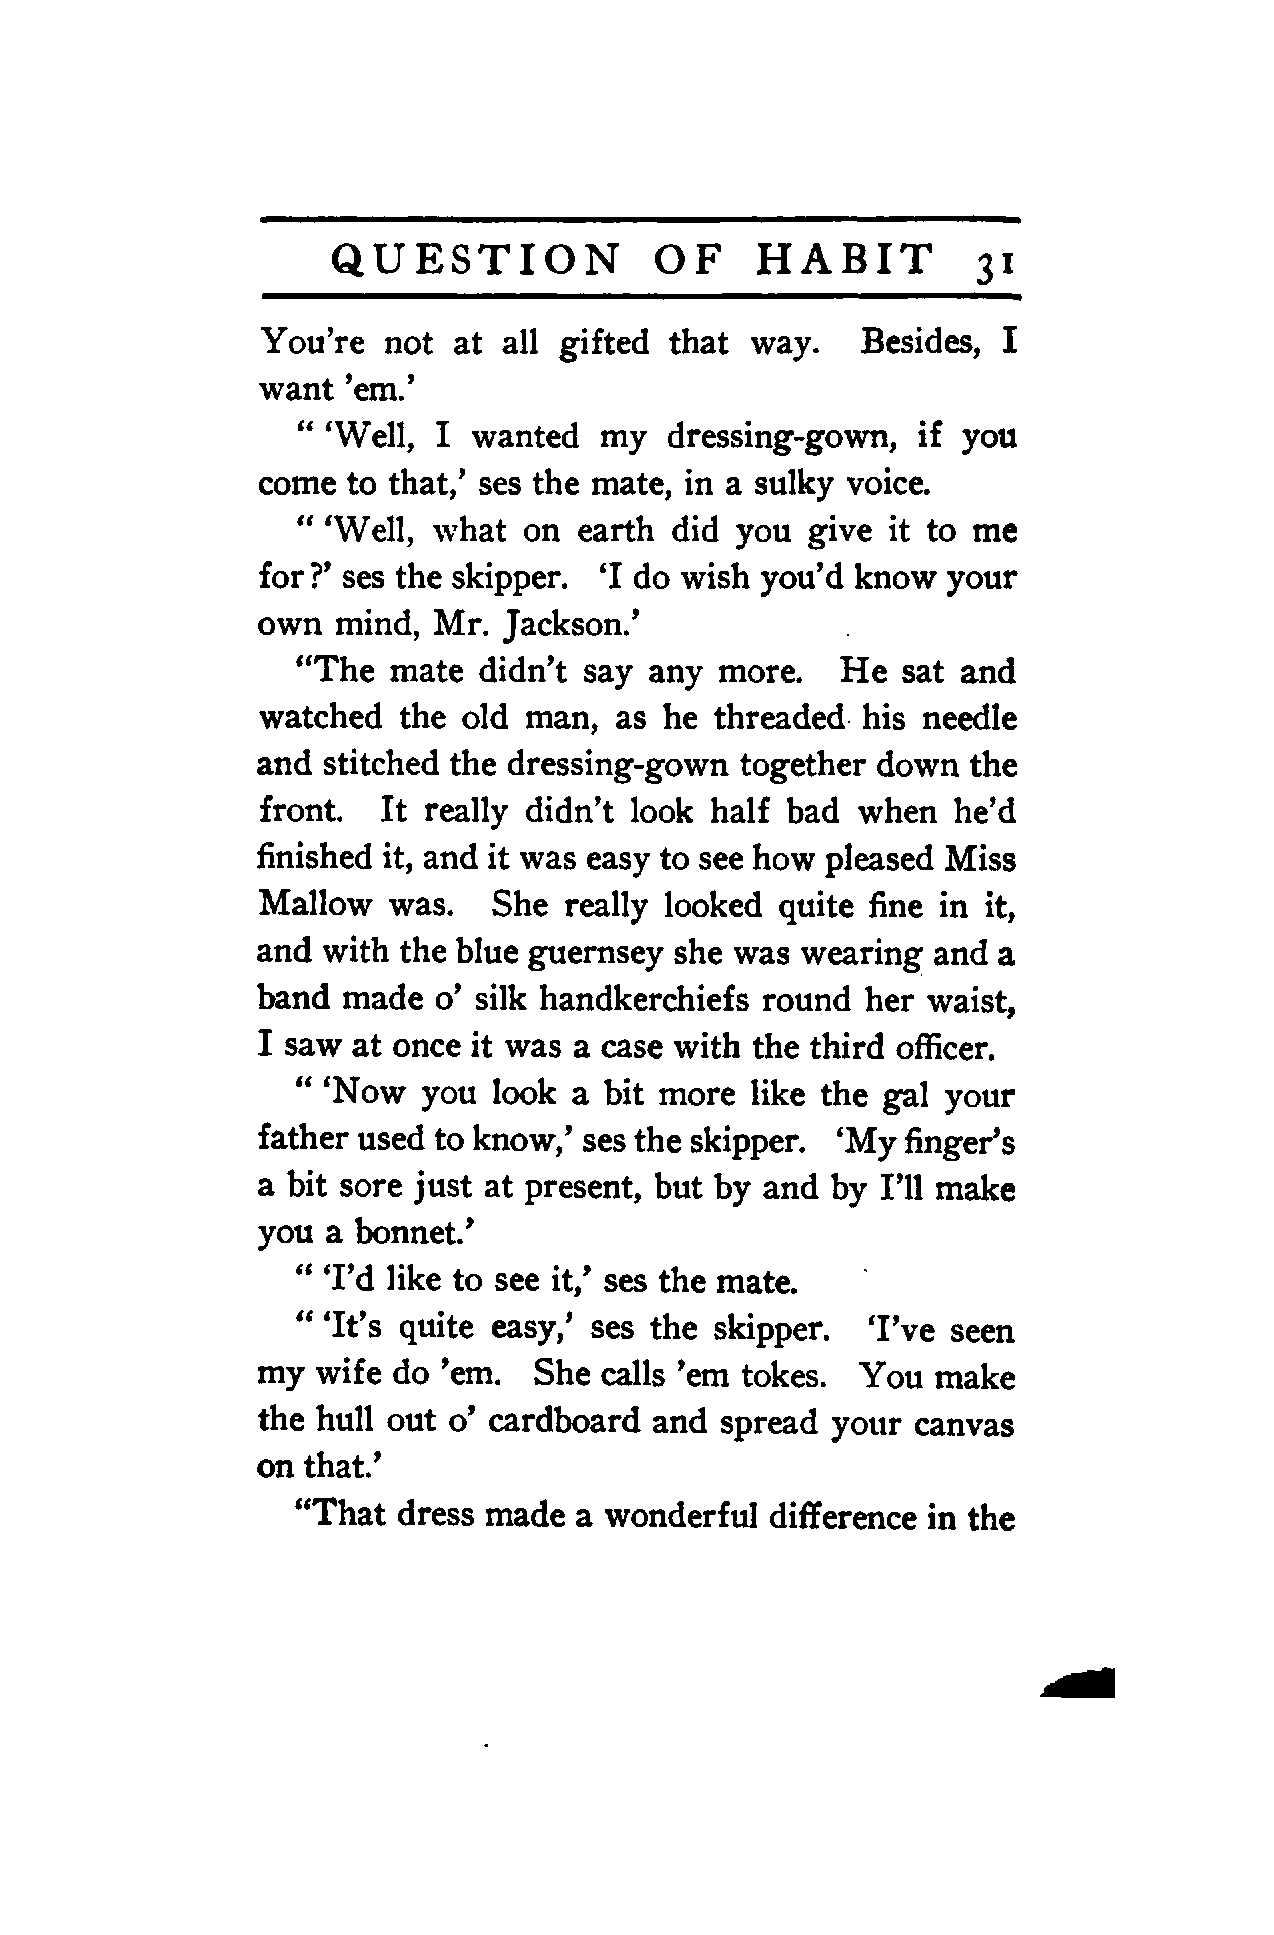 QUESTION OF HABIT 31
You're not at all gifted that way. Besides, I
want 'em.'
" 'Well, I wanted my dressing-gown, if you
come to that,' ses the mate, in a sulky voice.
" 'Well, what on earth did you give it to me
for?' ses the skipper. 'I do wish you'd know your
own mind, Mr. Jackson.'
"The mate didn't say any more. He sat and
watched the old man, as he threaded his needle
and stitched the dressing-gown together down the
front. It really didn't look half bad when he'd
finished it, and it was easy to see how pleased Miss
Mallow was. She really looked quite fine in it,
and with the blue guernsey she was wearing and a
band made o' silk handkerchiefs round her waist,
I saw at once it was a case with the third officer.
" 'Now you look a bit more like the gal your
father used to know,' ses the skipper. 'My finger's
a bit sore just at present, but by and by I'll make
you a bonnet.'
" 'I'd like to see it,' ses the mate.
" 'It's quite easy,' ses the skipper. 'I've seen
my wife do 'em. She calls 'em tokes. You make
the hull out o' cardboard and spread your canvas
on that.'
"That dress made a wonderful difference in the